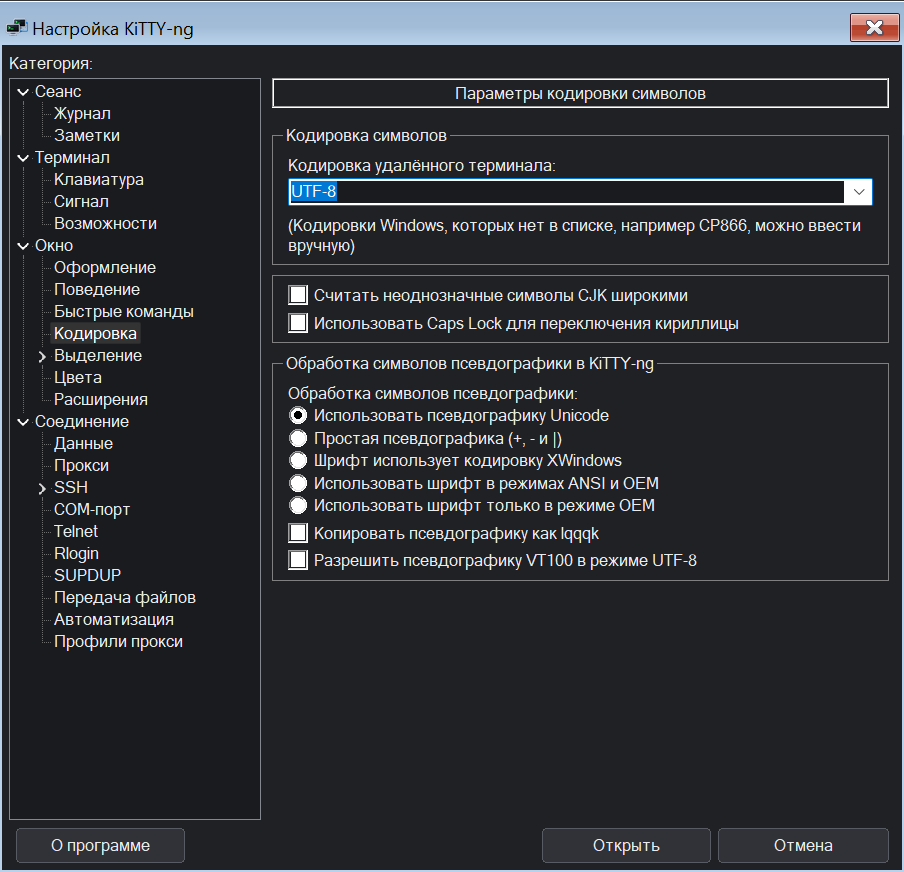 Настройка KiTTY-ng
Категория:
Сеанс
Журнал
Заметки
Терминал
Клавиатура
Сигнал
Возможности
Окно
Оформление
Поведение
Быстрые команды
Кодировка
Выделение
Цвета
Расширения
Соединение
Данные
Прокси
SSH
COM-порт
Telnet
Rlogin
SUPDUP
Передача файлов
Автоматизация
Профили прокси
Параметры кодировки символов
Кодировка символов
Кодировка удалённого терминала:
UTF-8
(Кодировки Windows, которых нет в списке, например CP866, можно ввести
вручную)
Считать неоднозначные символы CJK широкими
Использовать Caps Lock для переключения кириллицы
Обработка символов псевдографики в KiTTY-ng
Обработка символов псевдографики:
Использовать псевдографику Unicode
Простая псевдографика (+, - и |)
Шрифт использует кодировку XWindows
Использовать шрифт в режимах ANSI и OEM
Использовать шрифт только в режиме OEM
Копировать псевдографику как lqqqk
Разрешить псевдографику VT100 в режиме UTF-8
О программе
Открыть
Отмена